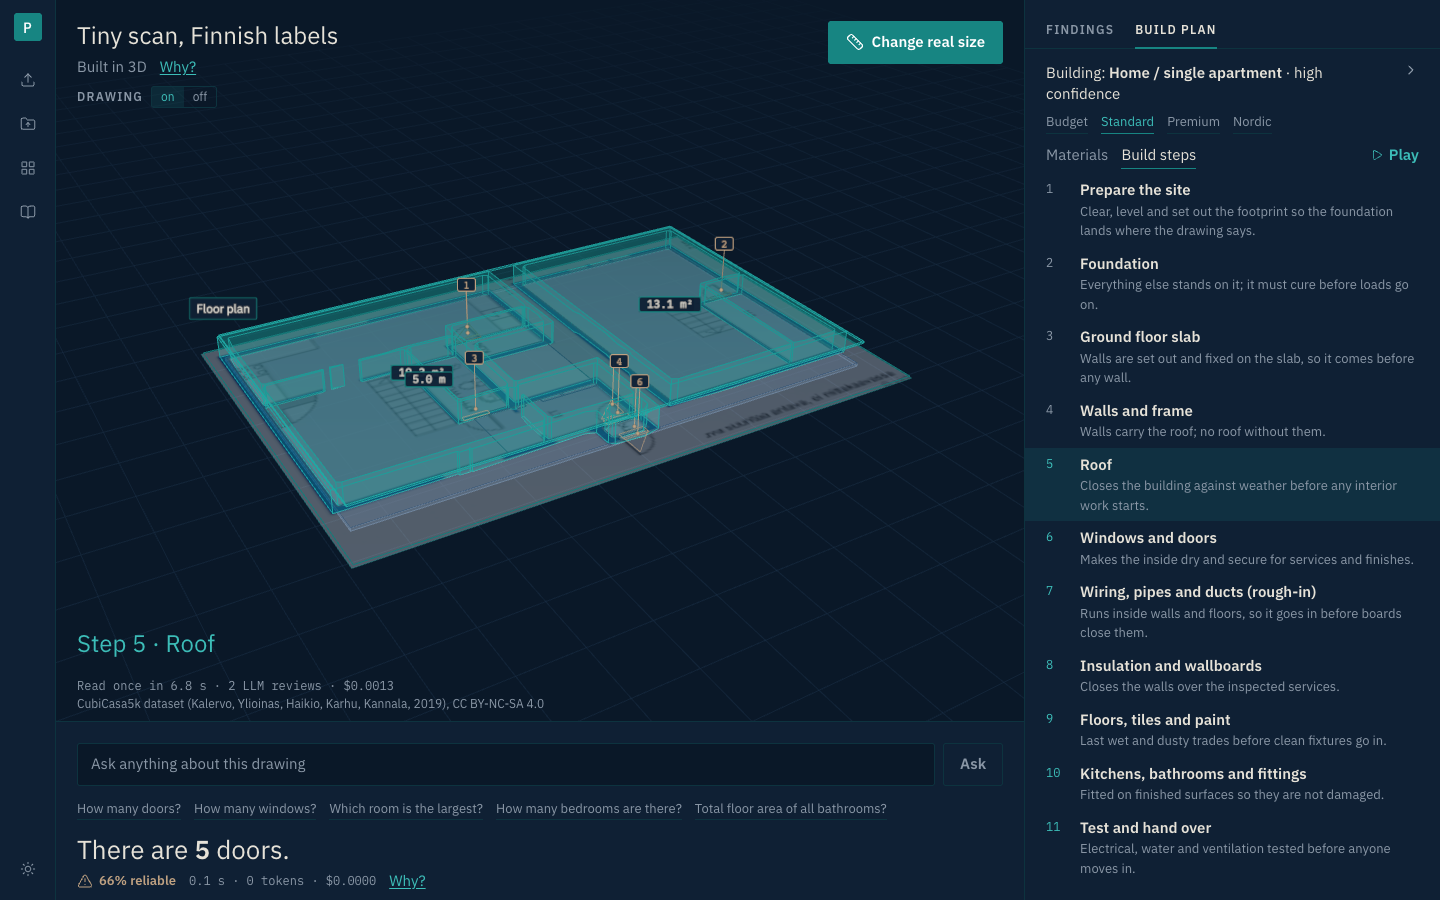 P
Tiny scan, Finnish labels
Built in 3D Why?
DRAWING on off
Change real size
2
1
Floor plan
13.1 m²
3
4
5.0 m
6
Step 5 · Roof
Read once in 6.8 s · 2 LLM reviews · $0.0013
CubiCasa5k dataset (Kalervo, Ylioinas, Haikio, Karhu, Kannala, 2019), CC BY-NC-SA 4.0
Ask anything about this drawing
Ask
How many doors? How many windows? Which room is the largest? How many bedrooms are there? Total floor area of all bathrooms?
There are 5 doors.
66% reliable 0.1 s · 0 tokens · $0.0000 Why?
FINDINGS BUILD PLAN
Building: Home / single apartment · high
confidence
Budget Standard Premium Nordic
Materials Build steps Play
1 Prepare the site
Clear, level and set out the footprint so the foundation
lands where the drawing says.
2 Foundation
Everything else stands on it; it must cure before loads go
on.
3 Ground floor slab
Walls are set out and fixed on the slab, so it comes before
any wall.
4 Walls and frame
Walls carry the roof; no roof without them.
5 Roof
Closes the building against weather before any interior
work starts.
6 Windows and doors
Makes the inside dry and secure for services and finishes.
7 Wiring, pipes and ducts (rough-in)
Runs inside walls and floors, so it goes in before boards
close them.
8 Insulation and wallboards
Closes the walls over the inspected services.
9 Floors, tiles and paint
Last wet and dusty trades before clean fixtures go in.
10 Kitchens, bathrooms and fittings
Fitted on finished surfaces so they are not damaged.
11 Test and hand over
Electrical, water and ventilation tested before anyone
moves in.